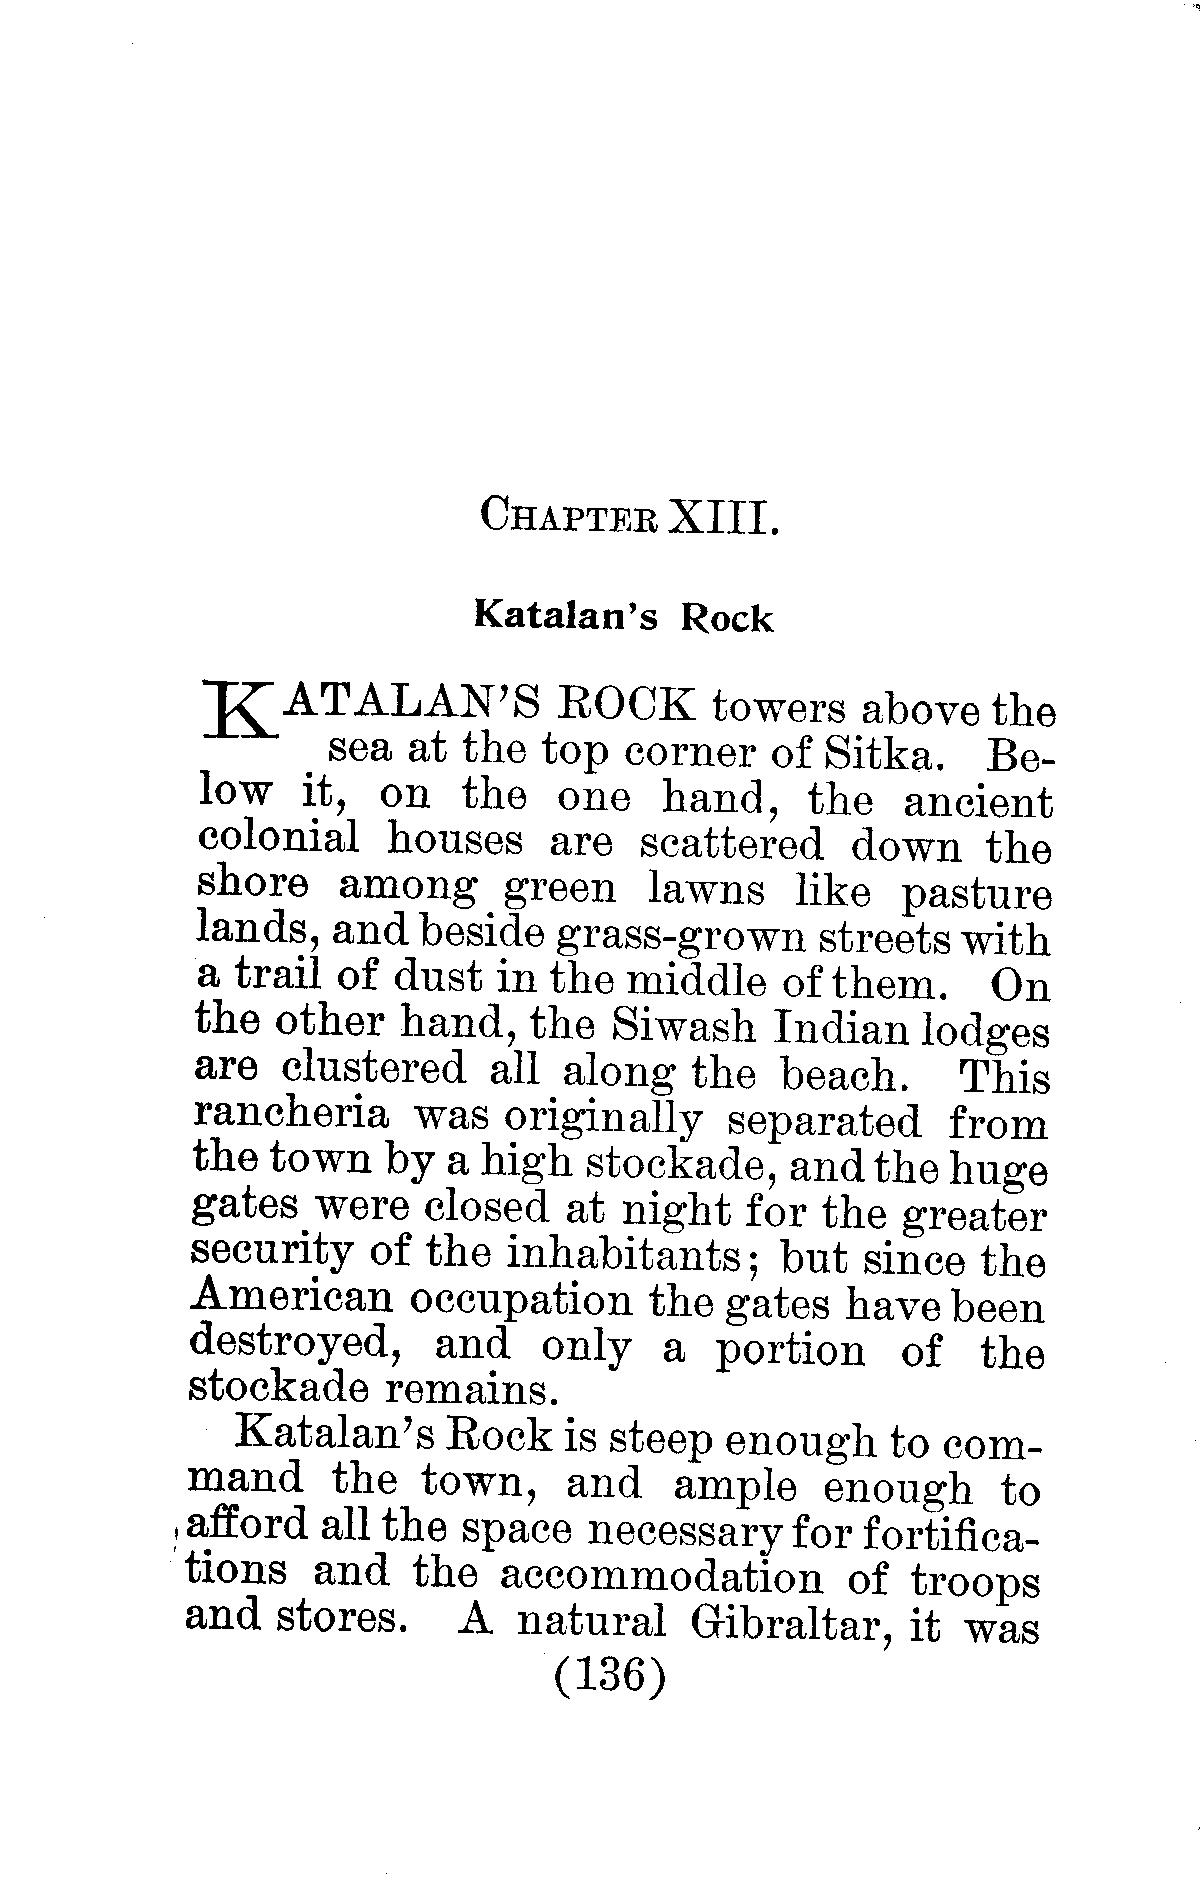 CHAPTER XIII.
Katalan's Rock
KATALAN'S ROCK towers above the
sea at the top corner of Sitka. Be-
low it, on the one hand, the ancient
colonial houses are scattered down the
shore among green lawns like pasture
lands, and beside grass-grown streets with
a trail of dust in the middle of them. On
the other hand, the Siwash Indian lodges
are clustered all along the beach. This
rancheria was originally separated from
the town by a high stockade, and the huge
gates were closed at night for the greater
security of the inhabitants; but since the
American occupation the gates have been
destroyed, and only a portion of the
stockade remains.
Katalan's Rock is steep enough to com-
mand the town, and ample enough to
afford all the space necessary for fortifica-
tions and the accommodation of troops
and stores. A natural Gibraltar, it was
(136)